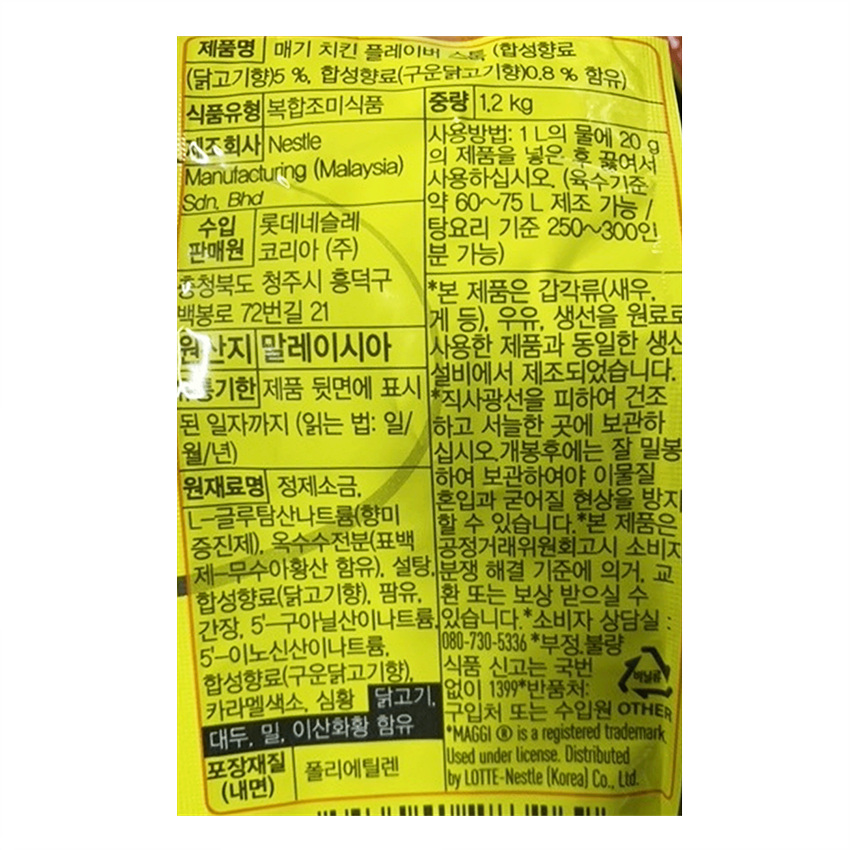 제품명 매기 치킨 플레이버 스톡 (합성향료
(닭고기향)5 %, 합성향료(구운닭고기향)0.8 % 함유)
식품유형 복합조미식품
제조회사 Nestle
Manufacturing (Malaysia)
Sdn. Bhd
수입
판매원
롯데네슬레
코리아 (주)
충청북도 청주시 흥덕구
백봉로 72번길 21
원산지 말레이시아
유통기한 제품 뒷면에 표시
된 일자까지 (읽는 법: 일/
월/년)
원재료명 정제소금,
L-글루탐산나트륨(향미
증진제), 옥수수전분(표백
제-무수아황산 함유), 설탕,
합성향료(닭고기향), 팜유,
간장, 5'-구아닐산이나트륨,
5'-이노신산이나트륨,
합성향료(구운닭고기향),
카라멜색소, 심황 닭고기,
대두, 밀, 이산화황 함유
포장재질
(내면)
폴리에틸렌
중량 1.2 kg
사용방법: 1 L의 물에 20 g
의 제품을 넣은 후 끓여서
사용하십시오. (육수기준
약 60~75 L 제조 가능 /
탕요리 기준 250~300인
분 가능)
*본 제품은 갑각류(새우,
게 등), 우유, 생선을 원료로
사용한 제품과 동일한 생산
설비에서 제조되었습니다.
*직사광선을 피하여 건조
하고 서늘한 곳에 보관하
십시오.개봉후에는 잘 밀봉
하여 보관하여야 이물질
혼입과 굳어질 현상을 방지
할 수 있습니다.*본 제품은
공정거래위원회고시 소비자
분쟁 해결 기준에 의거, 교
환 또는 보상 받으실 수
있습니다.*소비자 상담실 :
080-730-5336 *부정.불량
식품 신고는 국번
없이 1399*반품처:
구입처 또는 수입원
비닐류
OTHER
*MAGGI ® is a registered trademark
Used under license. Distributed
by LOTTE-Nestle (Korea) Co., Ltd.